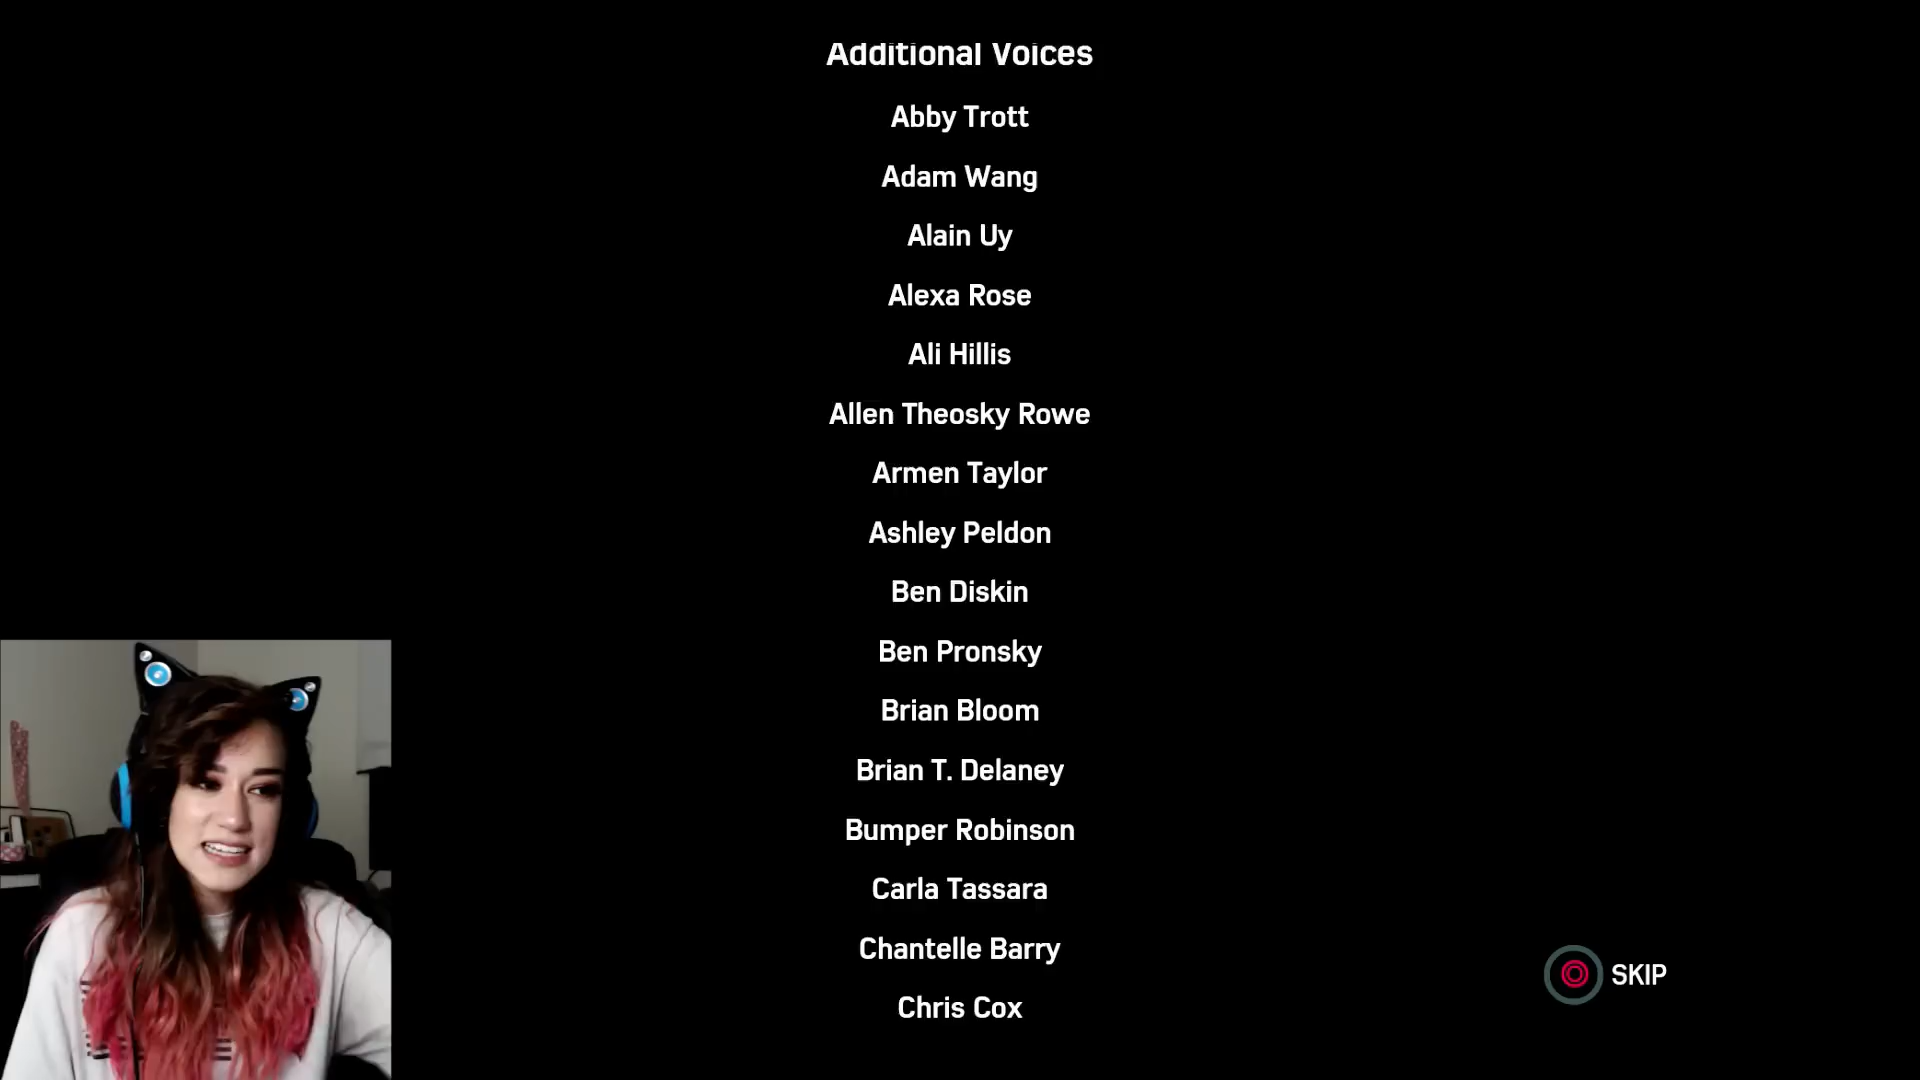 Additional Voices
Abby Trott
Adam Wang
Alain Uy
Alexa Rose
Ali Hillis
Allen Theosky Rowe
Armen Taylor
Ashley Peldon
Ben Diskin
Ben Pronsky
Brian Bloom
Brian T. Delaney
Bumper Robinson
Carla Tassara
Chantelle Barry
Chris Cox
SKIP